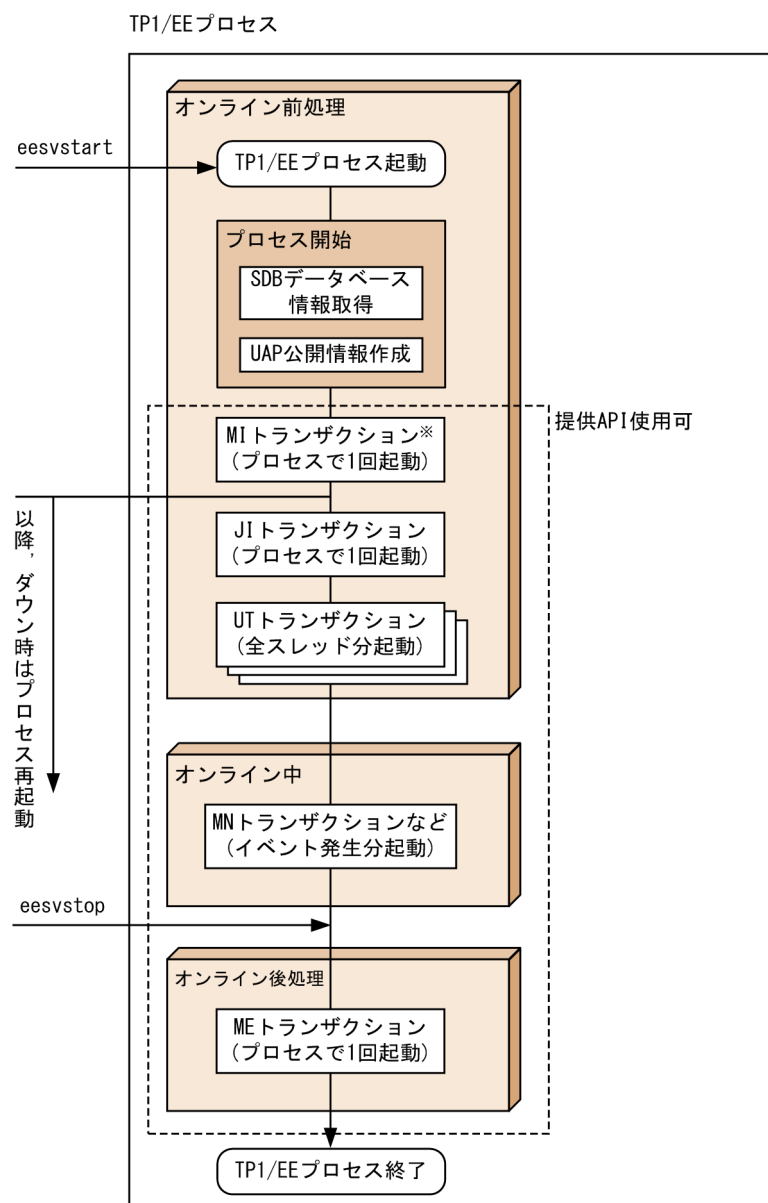 TP1/EEプロセス
オンライン前処理
eesvstart
TP1/EEプロセス起動
プロセス開始
SDBデータベース
情報取得
UAP公開情報作成
提供API使用可
MIトランザクション※
(プロセスで1回起動)
以降，ダウン時はプロセス再起動
JIトランザクション
(プロセスで1回起動)
UTトランザクション
(全スレッド分起動)
オンライン中
MNトランザクションなど
(イベント発生分起動)
eesvstop
オンライン後処理
MEトランザクション
(プロセスで1回起動)
TP1/EEプロセス終了